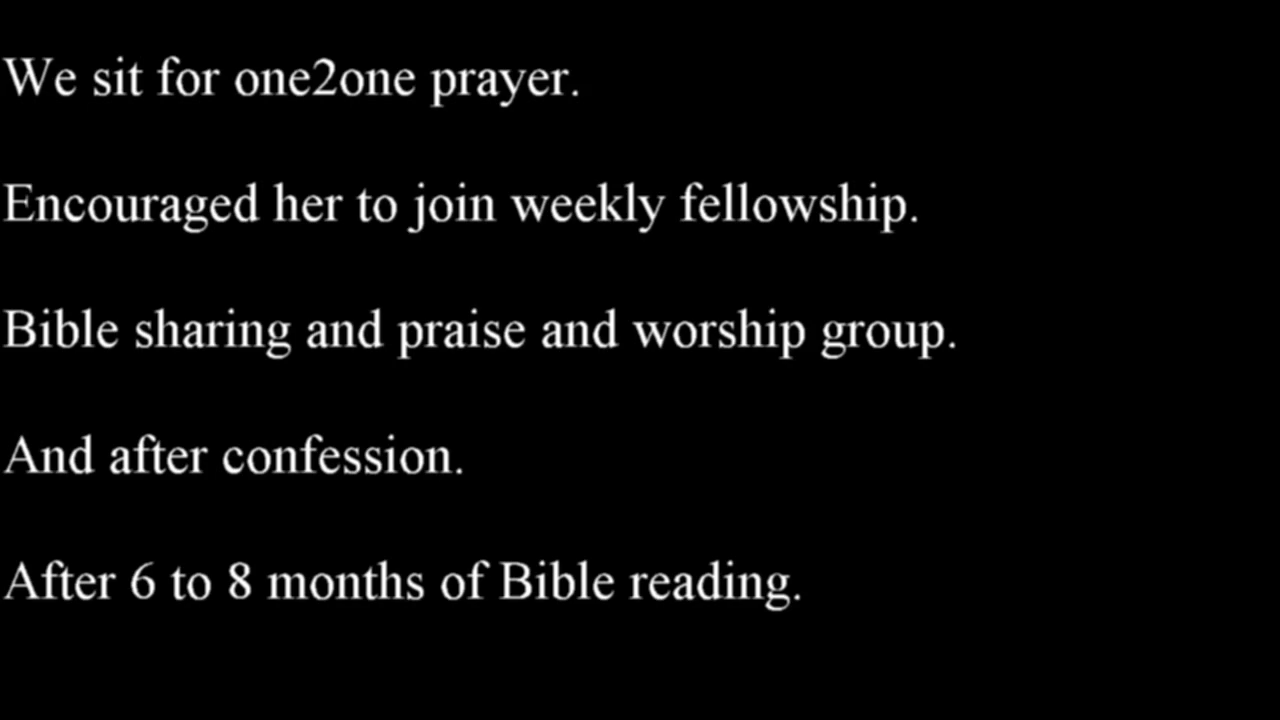 We sit for one2one prayer.
Encouraged her to join weekly fellowship.
Bible sharing and praise and worship group.
And after confession.
After 6 to 8 months of Bible reading.